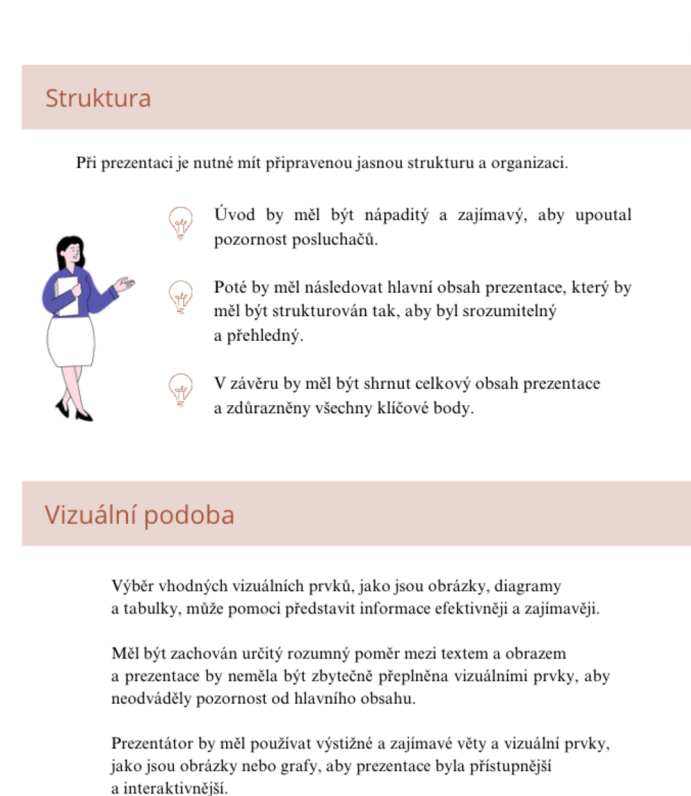 Struktura
Při prezentaci je nutné mít připravenou jasnou strukturu a organizaci.
Úvod by měl být nápaditý a zajímavý, aby upoutal
pozornost posluchačů.
Poté by měl následovat hlavní obsah prezentace, který by
měl být strukturován tak, aby byl srozumitelný
a přehledný.
V závěru by měl být shrnut celkový obsah prezentace
a zdůrazněny všechny klíčové body.
Vizuální podoba
Výběr vhodných vizuálních prvků, jako jsou obrázky, diagramy
a tabulky, může pomoci představit informace efektivněji a zajímavěji.
Měl být zachován určitý rozumný poměr mezi textem a obrazem
a prezentace by neměla být zbytečně přeplněna vizuálními prvky, aby
neodváděly pozornost od hlavního obsahu.
Prezentátor by měl používat výstižné a zajímavé věty a vizuální prvky,
jako jsou obrázky nebo grafy, aby prezentace byla přístupnější
a interaktivnější.